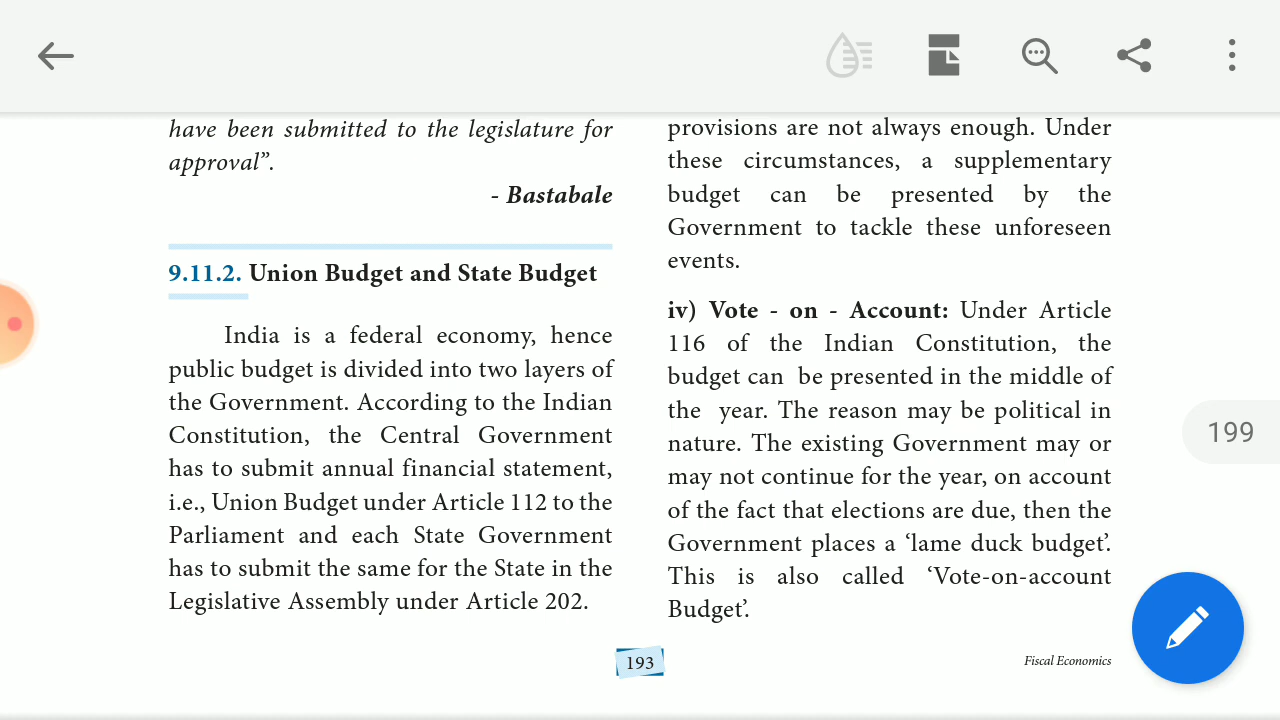 have been submitted to the legislature for
approval”.
- Bastabale
9.11.2. Union Budget and State Budget
India is a federal economy, hence
public budget is divided into two layers of
the Government. According to the Indian
Constitution, the Central Government
has to submit annual financial statement,
i.e., Union Budget under Article 112 to the
Parliament and each State Government
has to submit the same for the State in the
Legislative Assembly under Article 202.
provisions are not always enough. Under
these circumstances, a supplementary
budget can be presented by the
Government to tackle these unforeseen
events.
iv) Vote - on - Account: Under Article
116 of the Indian Constitution, the
budget can be presented in the middle of
the year. The reason may be political in
nature. The existing Government may or
may not continue for the year, on account
of the fact that elections are due, then the
Government places a ‘lame duck budget’.
This is also called ‘Vote-on-account
Budget’.
199
193
Fiscal Economics